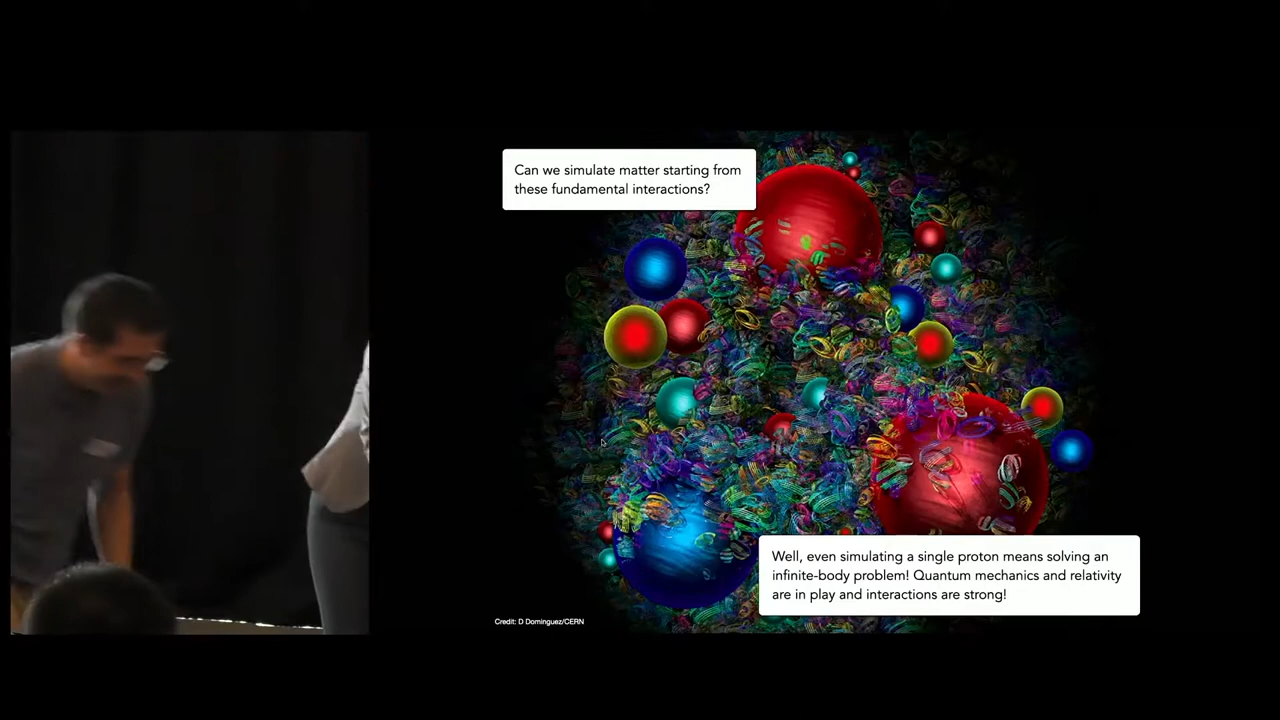 Can we simulate matter starting from
these fundamental interactions?
Well, even simulating a single proton means solving an
infinite-body problem! Quantum mechanics and relativity
are in play and interactions are strong!
Credit: D Dominguez/CERN